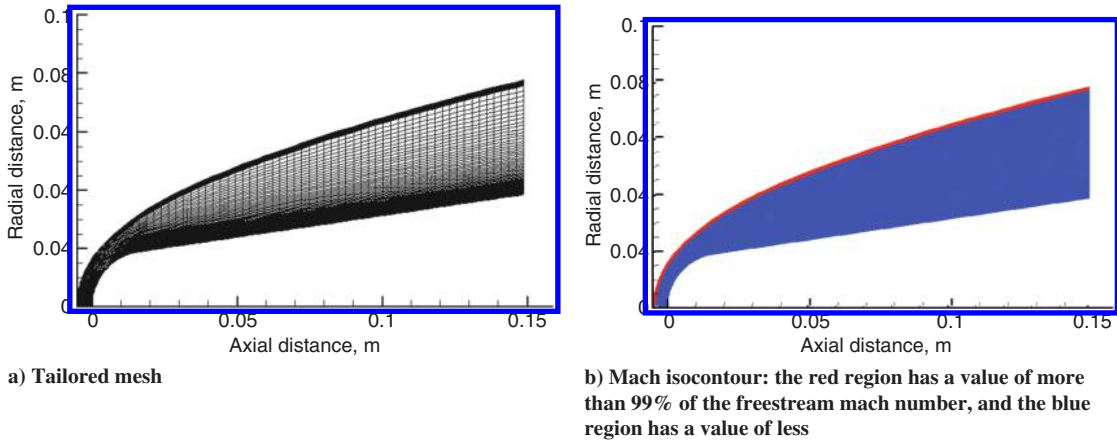 0.1
0.08
0.04
0.04
0.04
0
0
0.05
0.1
0.15
Radial distance, m
Axial distance, m
a) Tailored mesh
0.1
0.08
0.04
0.04
0
0
0.05
0.1
0.15
Radial distance, m
Axial distance, m
b) Mach isocontour: the red region has a value of more
than 99% of the freestream mach number, and the blue
region has a value of less